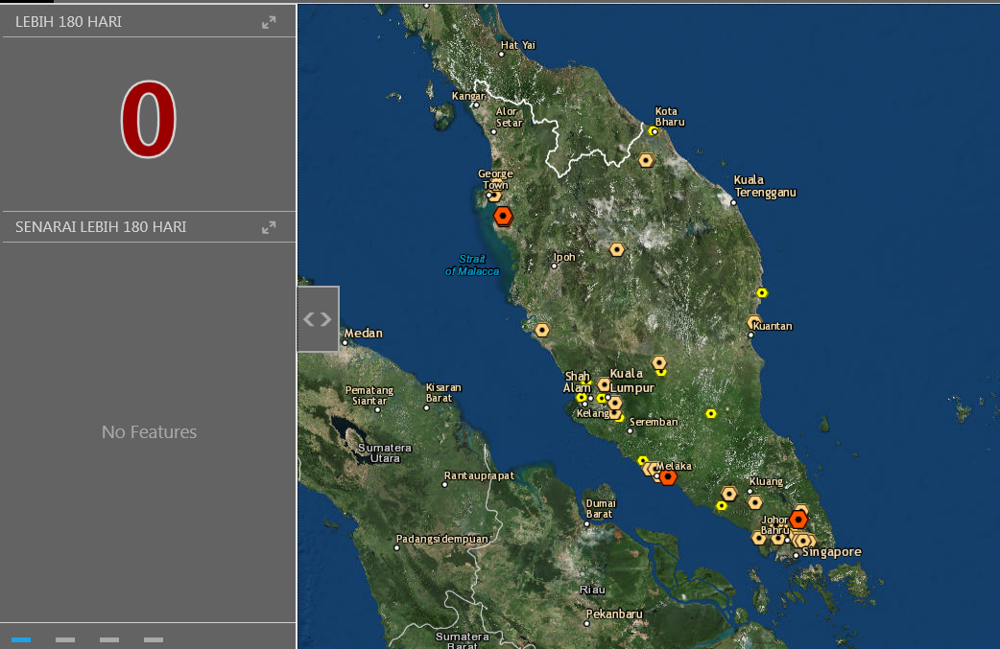 LEBIH 180 HARI
0
SENARAI LEBIH 180 HARI
No Features
Hat Yai
Kangar
Alor
Setar
Kota
Bharu
George
Town
Kuala
Terengganu
Strait
of Malacca
Ipoh
Kuantan
Medan
Shah
Alam
Kuala
Lumpur
Kelang
Seremban
Pematang
Siantar
Kisaran
Barat
Sumatera
Utara
Melaka
Rantauprapat
Kluang
Dumai
Barat
Johor
Bahru
Padangsidempuan
Singapore
Riau
Pekanbaru
Sumatera
Barat